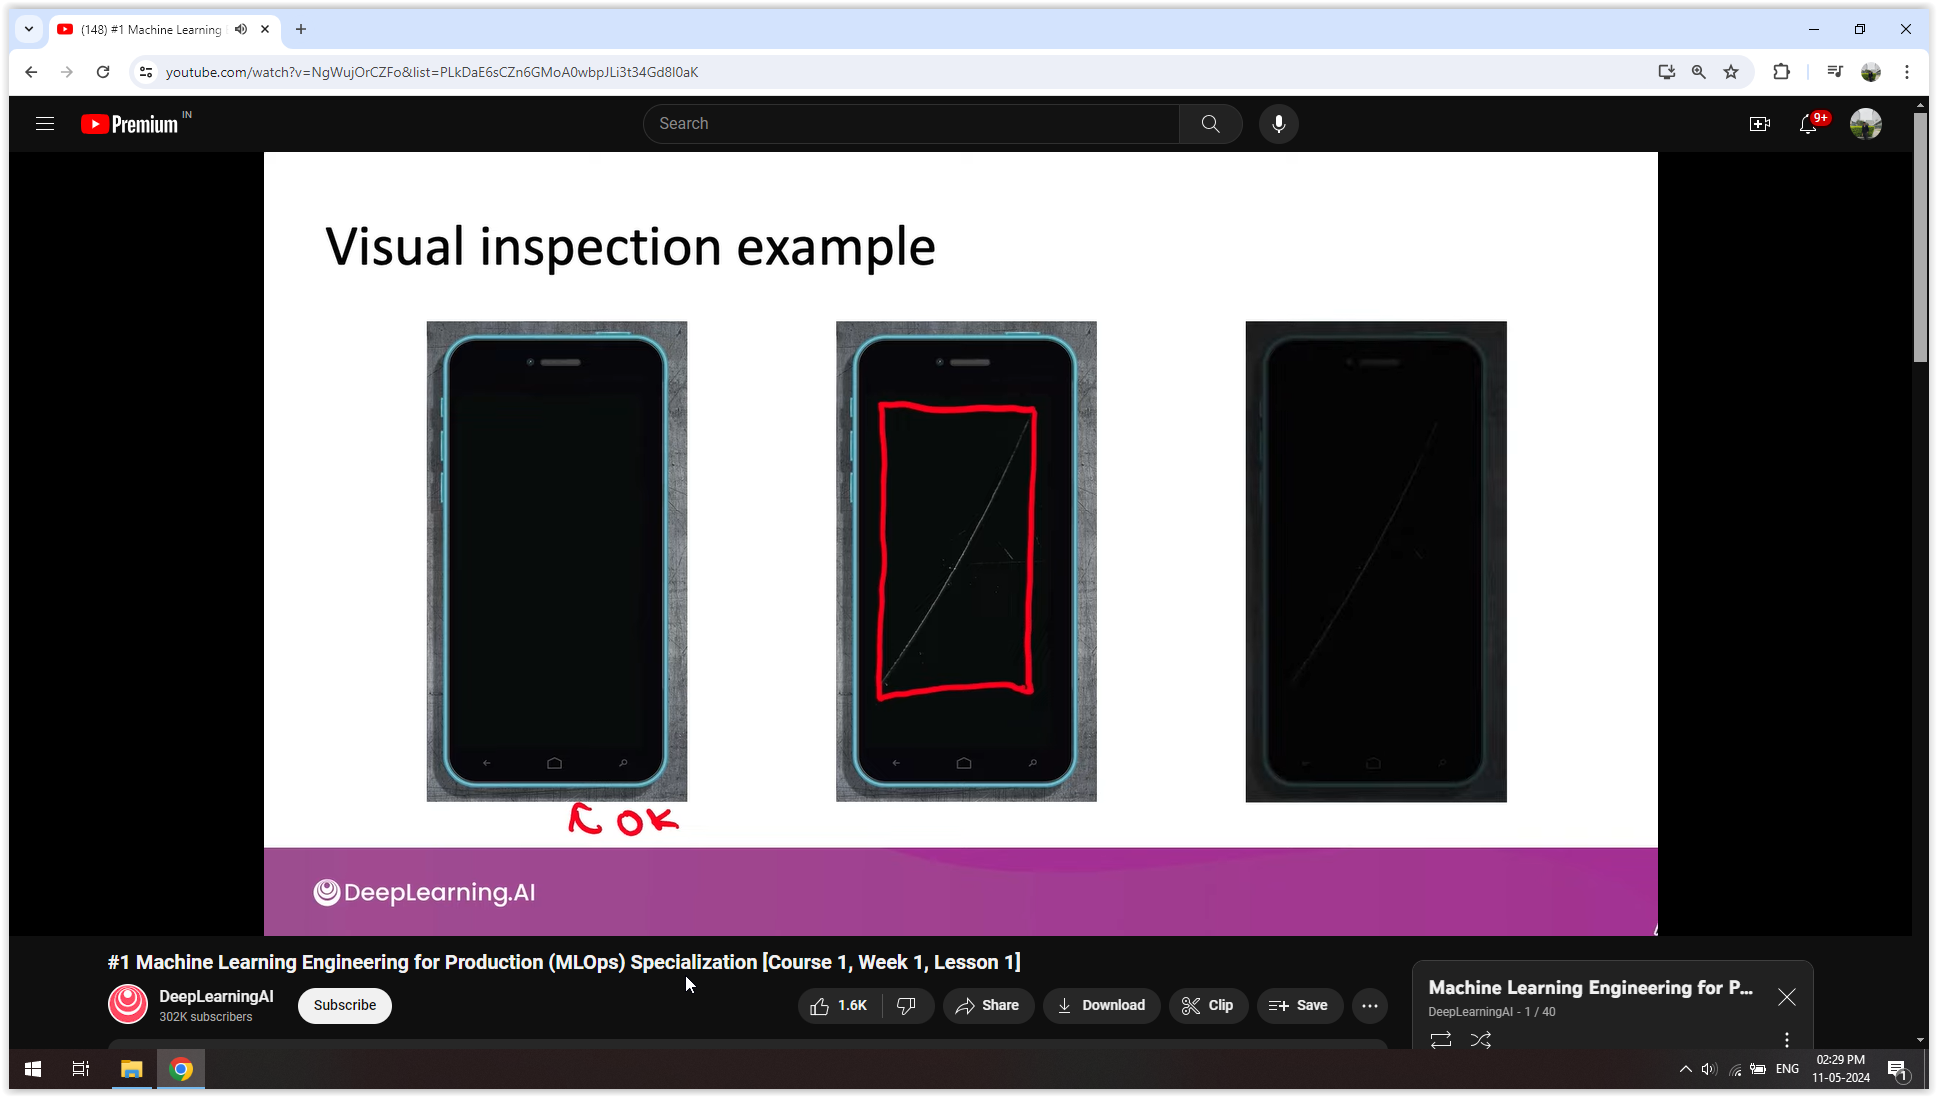 (148) #1 Machine Learning
youtube.com/watch?v=NgWujOrCZFo&list=PLkDaE6sCZn6GMoA0wbpJLi3t34Gd8I0aK
Premium IN
Search
9+
Visual inspection example
OK
DeepLearning.AI
#1 Machine Learning Engineering for Production (MLOps) Specialization [Course 1, Week 1, Lesson 1]
DeepLearningAI
302K subscribers
Subscribe
1.6K
Share
Download
Clip
Save
Machine Learning Engineering for P...
DeepLearningAI - 1 / 40
ENG
02:29 PM
11-05-2024
1